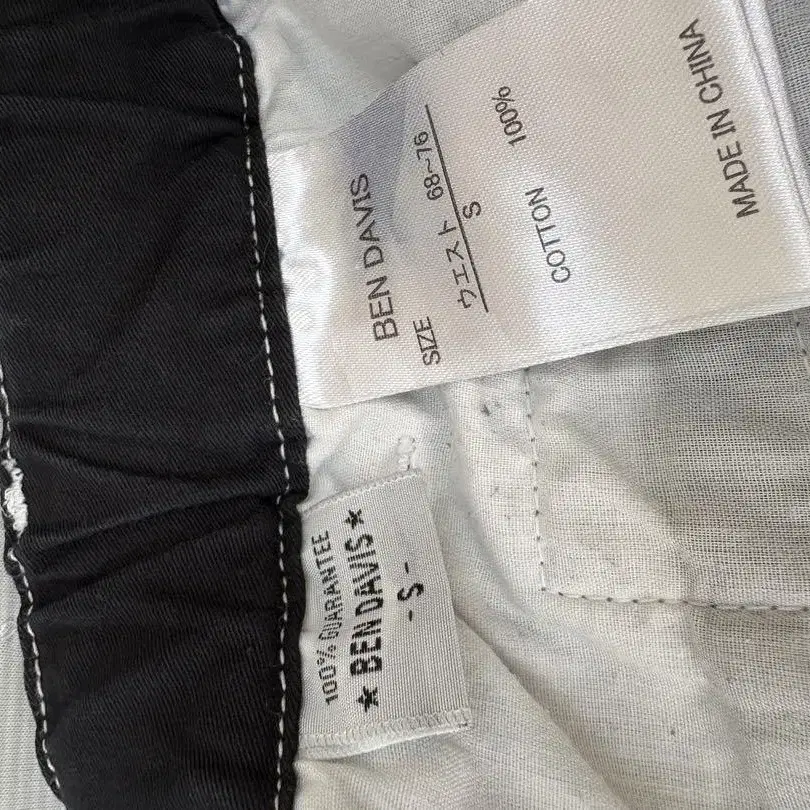 BEN DAVIS
SIZE
ウエスト 68~76
S
COTTON 100%
MADE IN CHINA
100% GUARANTEE
★ BEN DAVIS ★
- S -